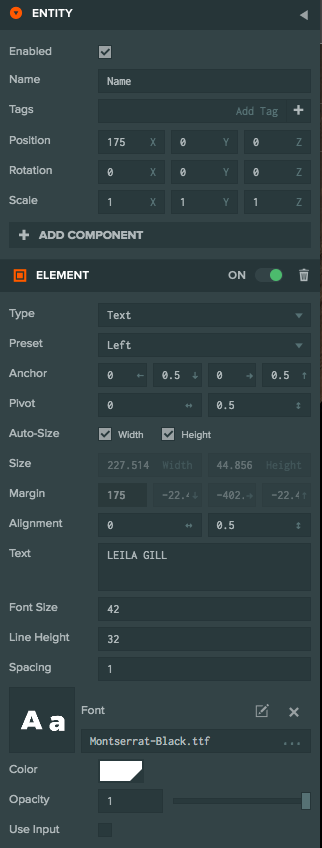 ENTITY
Enabled
Name Name
Tags Add Tag +
Position 175 X 0 Y 0 Z
Rotation 0 X 0 Y 0 Z
Scale 1 X 1 Y 1 Z
+ ADD COMPONENT
ELEMENT ON
Type Text
Preset Left
Anchor 0 ← 0.5 ↓ 0 → 0.5 ↑
Pivot 0 ↔ 0.5 ↕
Auto-Size Width Height
Size 227.514 Width 44.856 Height
Margin 175 -22.4 ↓ -402. → -22.4 ↑
Alignment 0 ↔ 0.5 ↕
Text LEILA GILL
Font Size 42
Line Height 32
Spacing 1
Aa Font
Montserrat-Black.ttf ...
Color
Opacity 1
Use Input